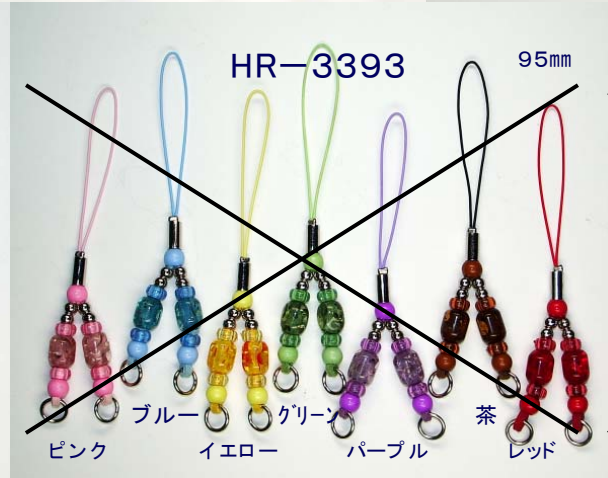 HR－3393
95㎜
ブルー
グリーン
茶
ピンク
イエロー
パープル
レッド